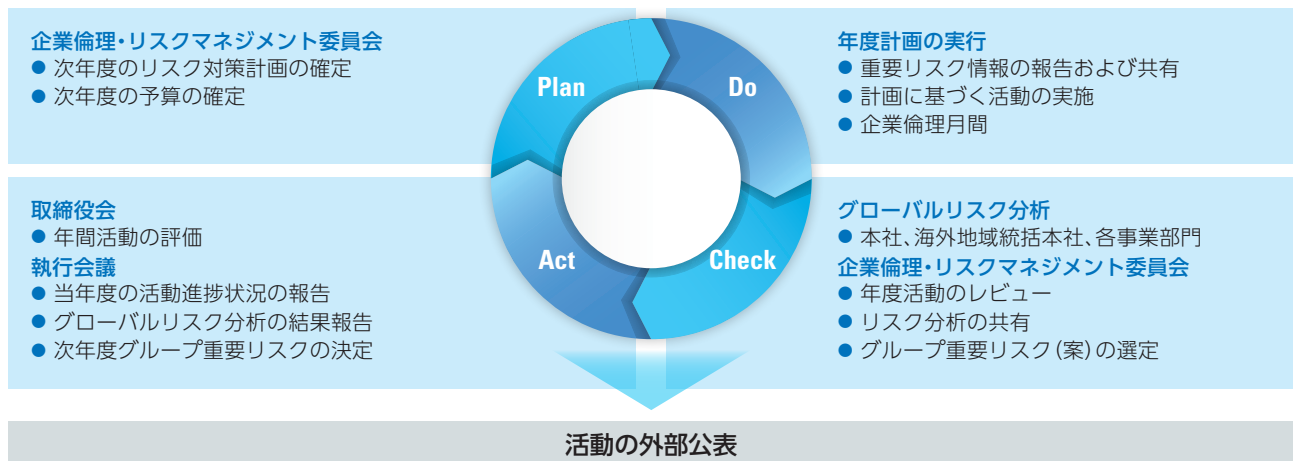 企業倫理・リスクマネジメント委員会
● 次年度のリスク対策計画の確定
● 次年度の予算の確定
Plan
Do
年度計画の実行
● 重要リスク情報の報告および共有
● 計画に基づく活動の実施
● 企業倫理月間
取締役会
● 年間活動の評価
執行会議
● 当年度の活動進捗状況の報告
● グローバルリスク分析の結果報告
● 次年度グループ重要リスクの決定
Act
Check
グローバルリスク分析
● 本社、海外地域統括本社、各事業部門
企業倫理・リスクマネジメント委員会
● 年度活動のレビュー
● リスク分析の共有
● グループ重要リスク(案)の選定
活動の外部公表